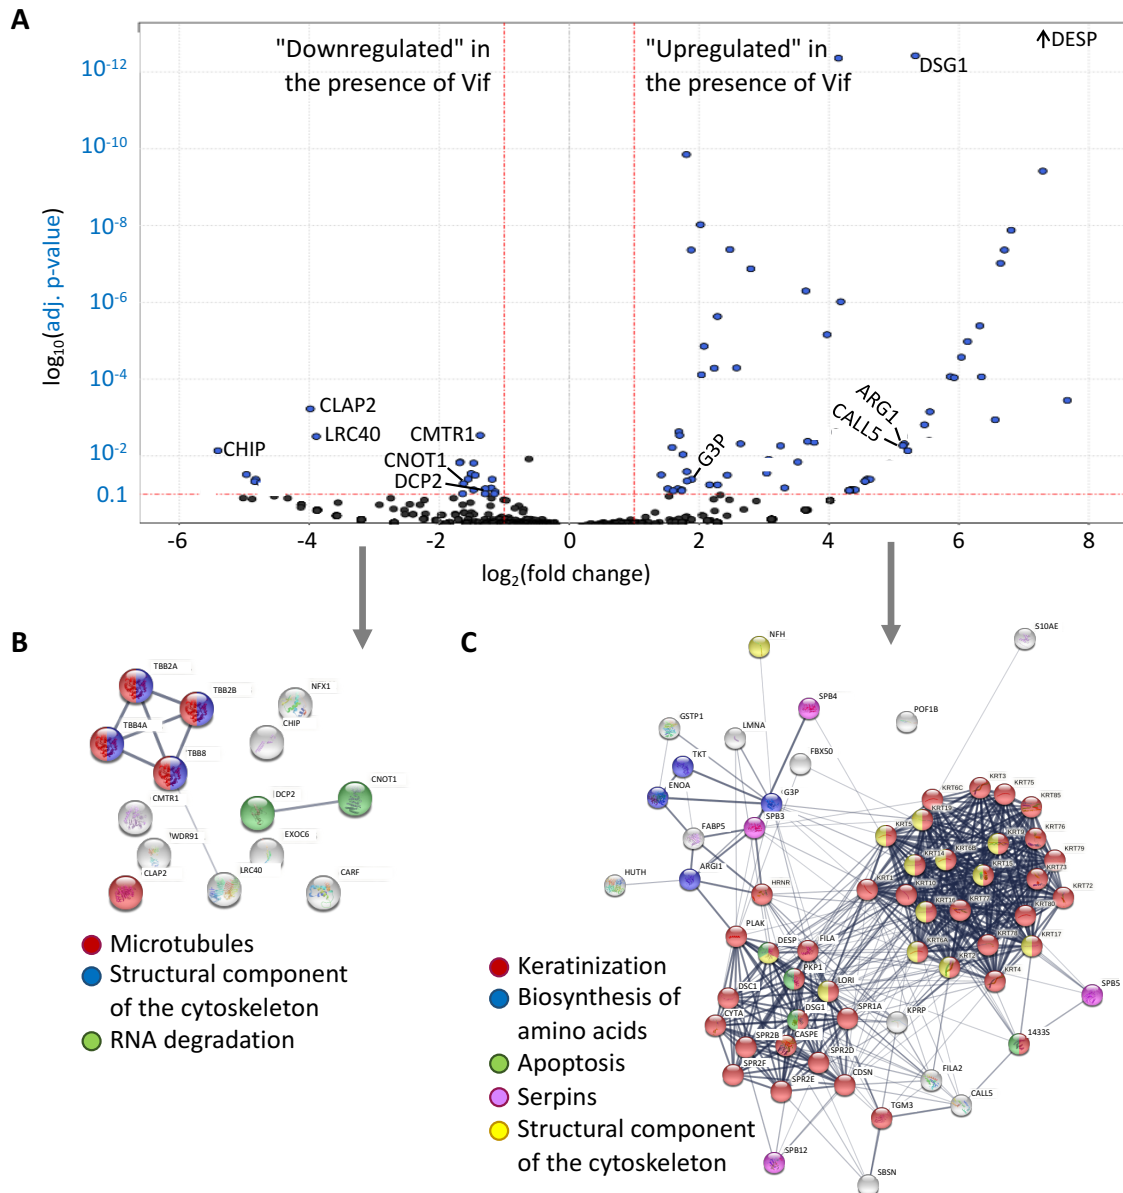 A
"Downregulated" in
the presence of Vif
"Upregulated" in
the presence of Vif
↑DESP
DSG1
10-12
10-10
10-8
10-6
10-4
10-2
0.1
log10(adj. p-value)
CLAP2
LRC40
CHIP
CMTR1
CNOT1
DCP2
G3P
ARG1
CALL5
-6
-4
-2
0
2
4
6
8
log2(fold change)
B
TBB2A
TBB2B
TBB4A
TBB8
NFX1
CHIP
CMTR1
DCP2
CNOT1
WDR91
EXOC6
CLAP2
LRC40
CARF
Microtubules
Structural component
of the cytoskeleton
RNA degradation
C
NFH
S10AE
SPB4
POF1B
GSTP1
LMNA
FBX50
TKT
ENOA
G3P
SPB3
FABP5
ARGI1
HUTH
HRNR
KRT6C
KRT3
KRT75
KRT85
KRT19
KRT5
KRT14
KRT6B
KRT9
KRT76
KRT79
KRT73
KRT72
KRT1
KRT10
KRT16
KRT77
KRT80
KRT78
KRT17
KRT6A
KRT2
KRT4
PLAK
DESP
FILA
PKP1
LORI
DSC1
DSG1
SPR1A
CYTA
CASPE
SPR2B
SPR2D
SPR2F
SPR2E
CDSN
KPRP
SPB5
1433S
FILA2
CALL5
TGM3
SPB12
SBSN
Keratinization
Biosynthesis of
amino acids
Apoptosis
Serpins
Structural component
of the cytoskeleton